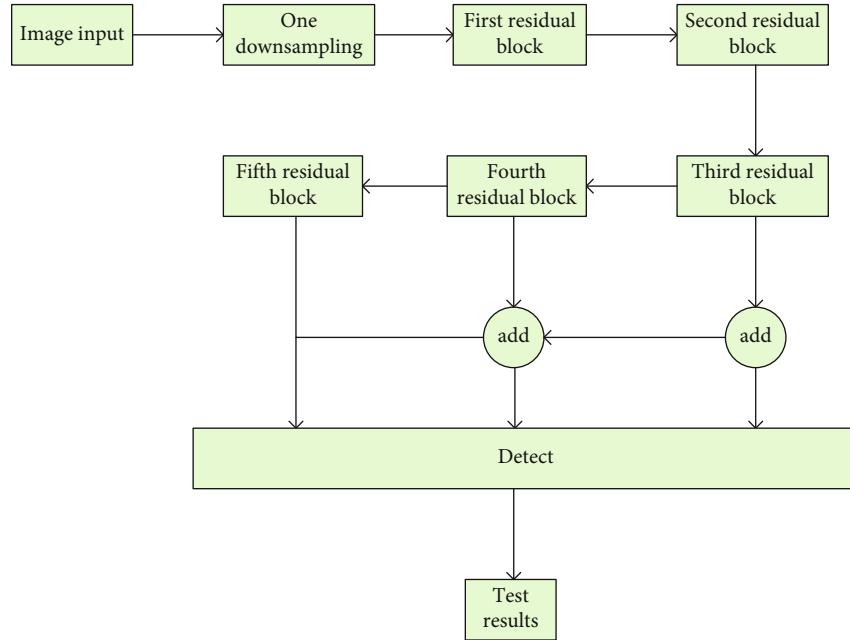 Image input
One
downsampling
First residual
block
Second residual
block
Fifth residual
block
Fourth
residual block
Third residual
block
add
add
Detect
Test
results